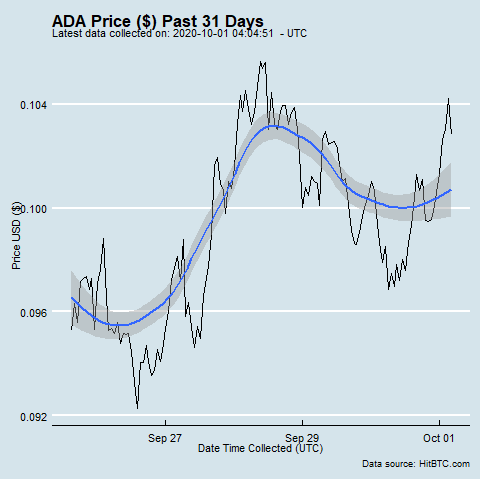 ADA Price ($) Past 31 Days
Latest data collected on: 2020-10-01 04:04:51 - UTC
0.104
0.100
0.096
0.092
Price USD ($)
Sep 27
Sep 29
Oct 01
Date Time Collected (UTC)
Data source: HitBTC.com